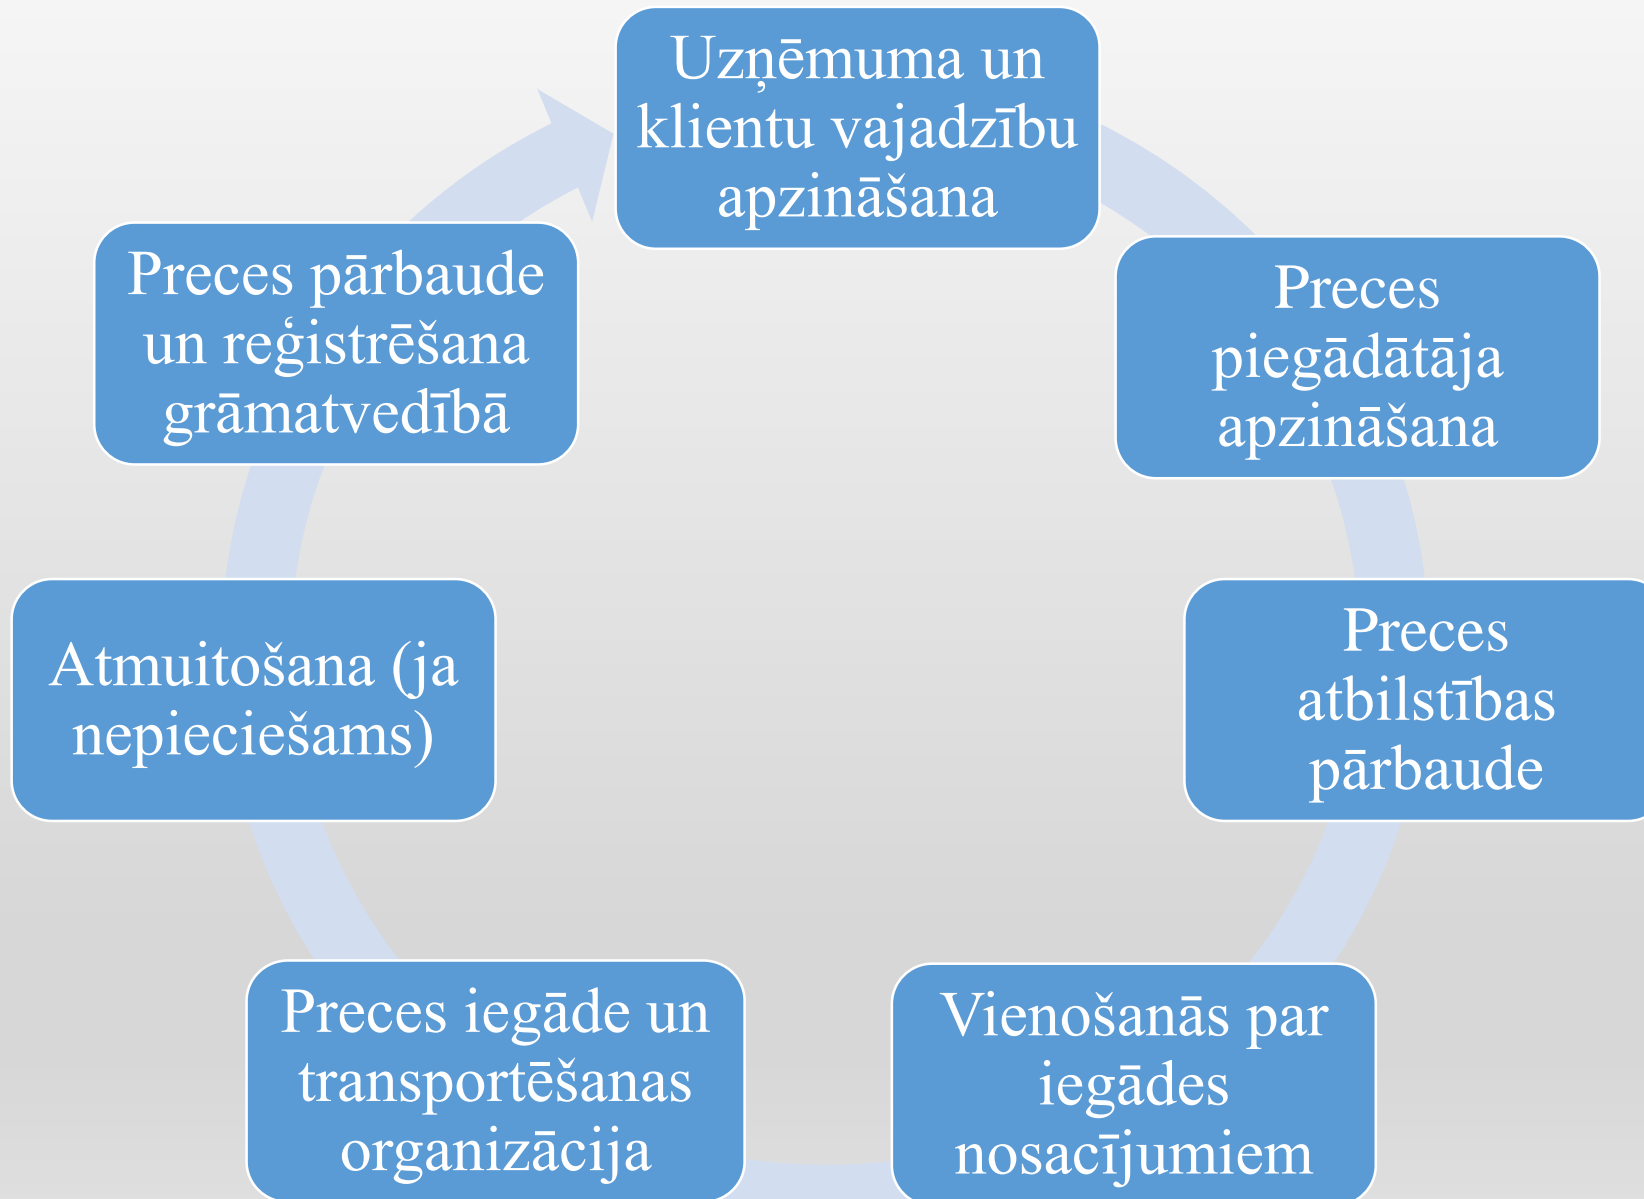 Uzņēmuma un
klientu vajadzību
apzināšana
Preces
piegādātāja
apzināšana
Preces
atbilstības
pārbaude
Vienošanās par
iegādes
nosacījumiem
Preces iegāde un
transportēšanas
organizācija
Atmuitošana (ja
nepieciešams)
Preces pārbaude
un reģistrēšana
grāmatvedībā